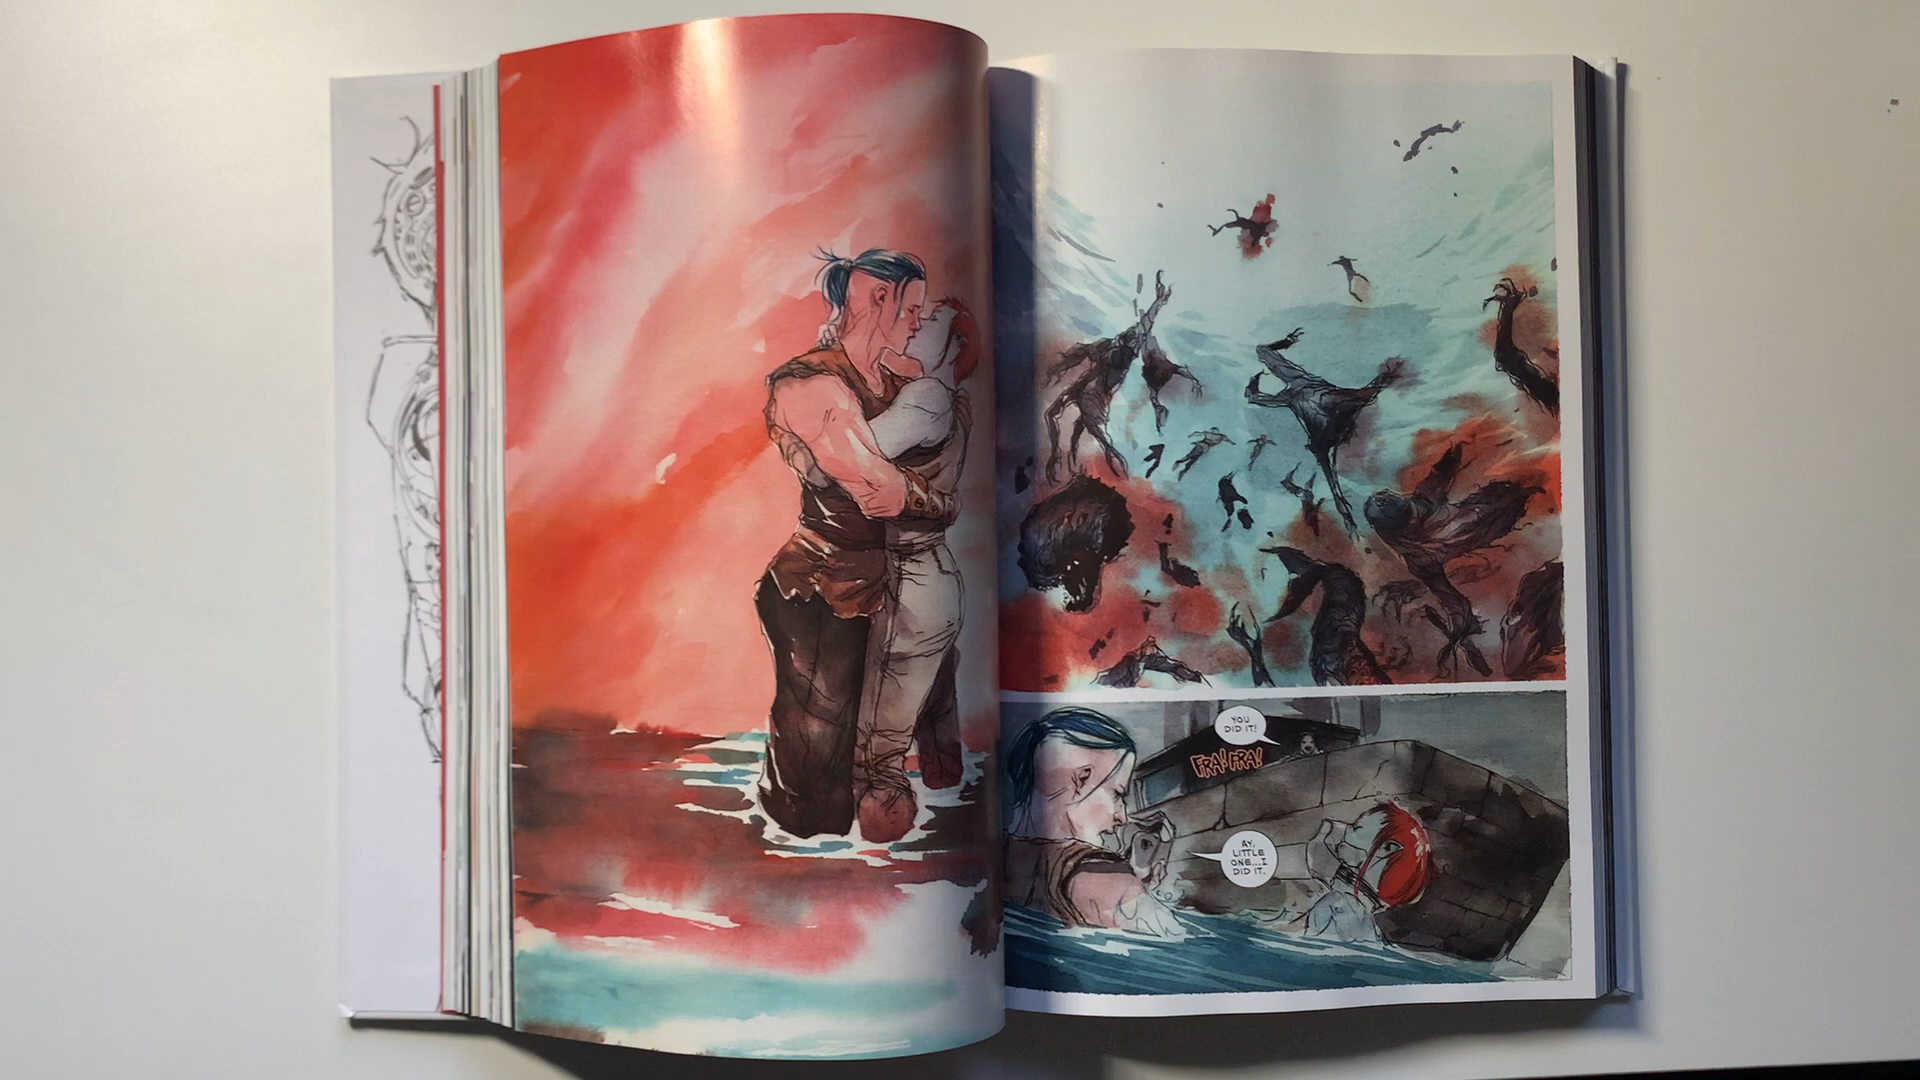 YOU
DID IT!
FRA! FRA!
AY,
LITTLE
ONE...I
DID IT.